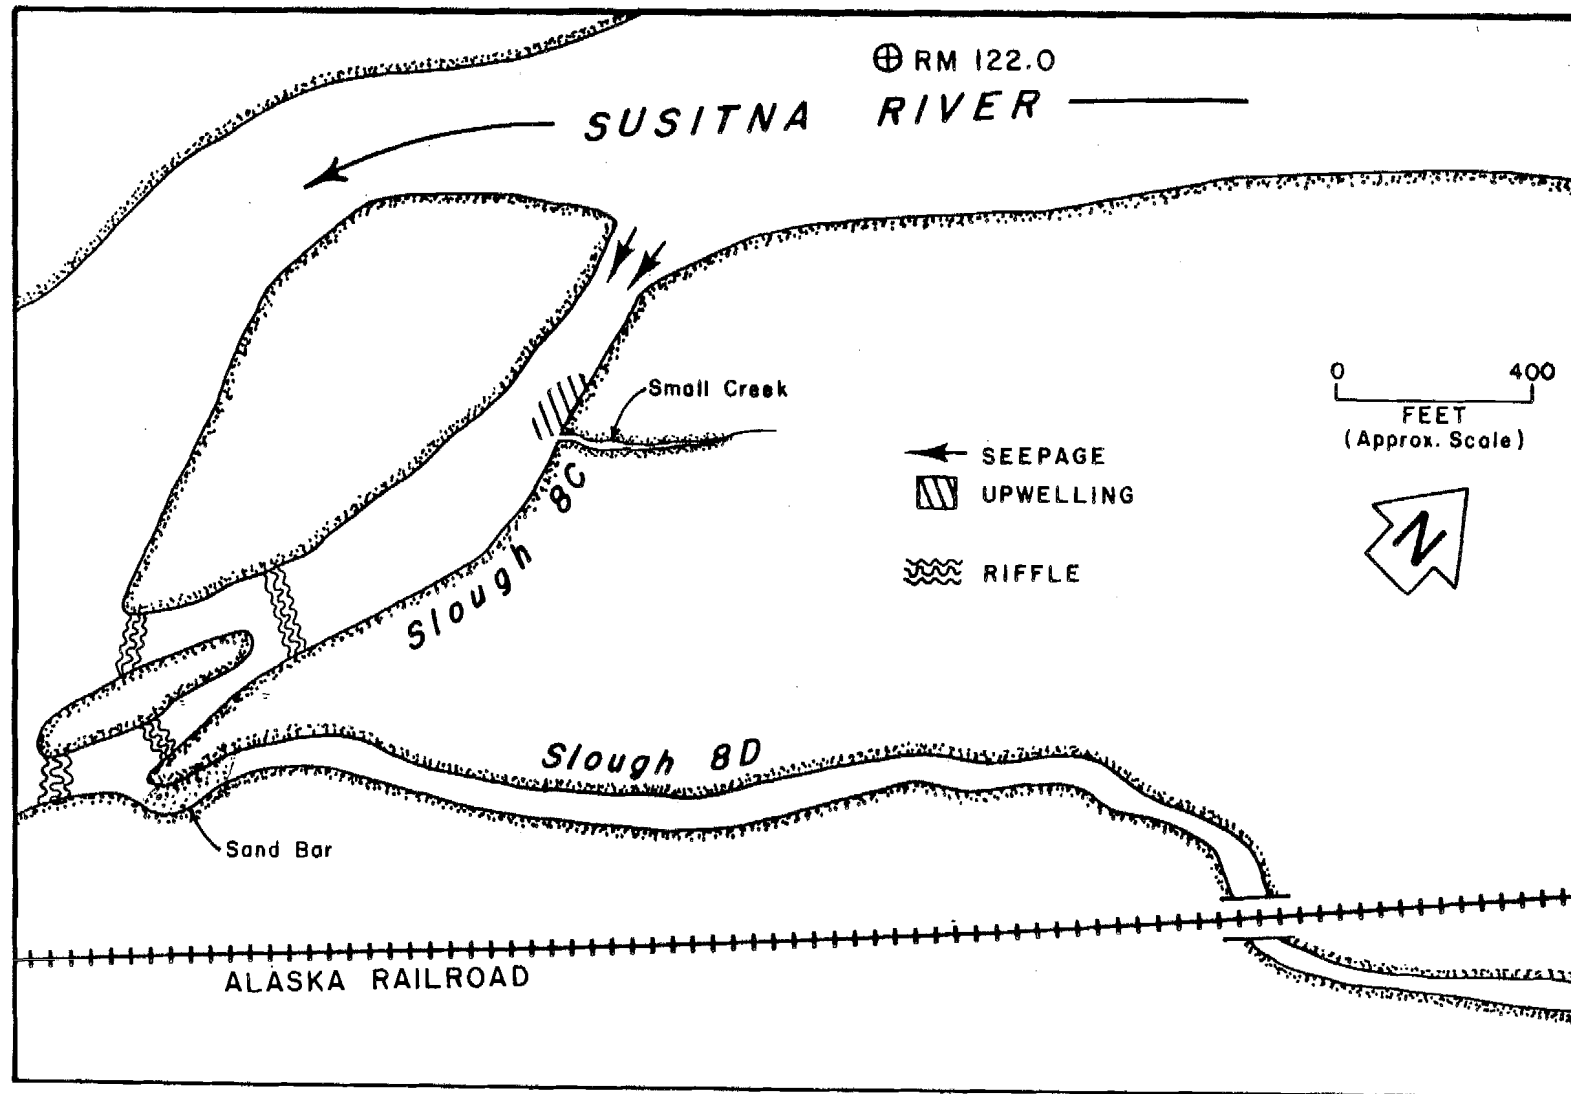 ⊕ RM 122.0
SUSITNA RIVER
Small Creek
0 400
FEET
(Approx. Scale)
SEEPAGE
UPWELLING
RIFFLE
N
Slough 8C
Slough 8D
Sand Bar
ALASKA RAILROAD